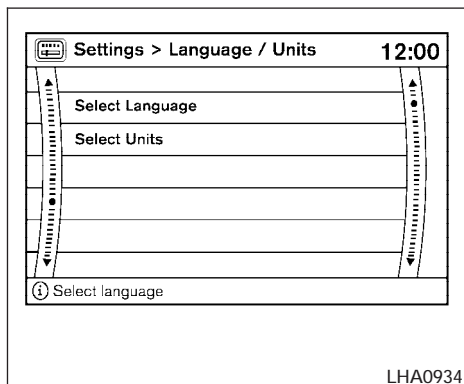 Settings > Language / Units 12:00
Select Language
Select Units
i Select language
LHA0934